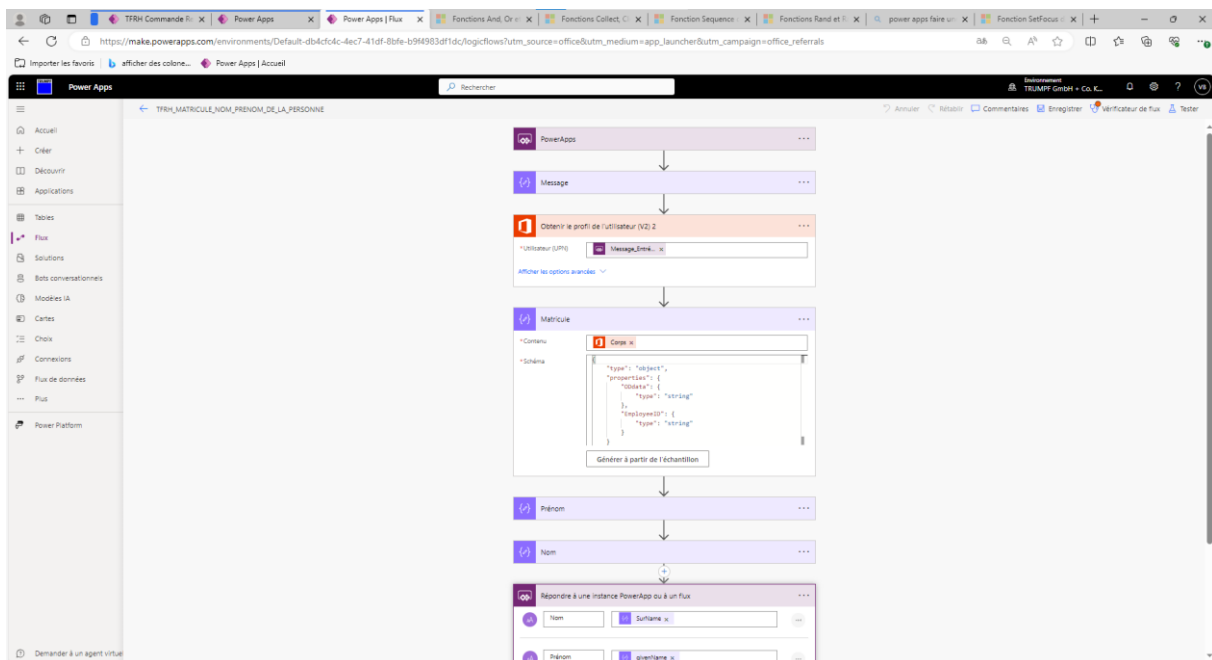 TFRH Commande Re
Power Apps
Power Apps | Flux
Fonctions And, Or et
Fonctions Collect, C
Fonction Sequence
Fonctions Rand et R
power apps faire un
Fonction SetFocus
https://make.powerapps.com/environments/Default-db4cfc4c-4ec7-41df-8bfe-b9f4983df1dc/logicflows?utm_source=office&utm_medium=app_launcher&utm_campaign=office_referrals
Importer les favoris
afficher des colone...
Power Apps | Accueil
Power Apps
Rechercher
Environnement
TRUMPF GmbH + Co. K...
VS
TFRH_MATRICULE_NOM_PRENOM_DE_LA_PERSONNE
Annuler
Rétablir
Commentaires
Enregistrer
Vérificateur de flux
Tester
Accueil
Créer
Découvrir
Applications
Tables
Flux
Solutions
Bots conversationnels
Modèles IA
Cartes
Choix
Connexions
Flux de données
Plus
Power Platform
Demander à un agent virtue
PowerApps
Message
Obtenir le profil de l'utilisateur (V2) 2
*Utilisateur (UPN)
Message_Entré... x
Afficher les options avancées
Matricule
*Contenu
Corps x
*Schéma
{
"type": "object",
"properties": {
"ODdata": {
"type": "string"
},
"EmployeeID": {
"type": "string"
}
}
Générer à partir de l'échantillon
Prénom
Nom
Répondre à une instance PowerApp ou à un flux
Nom
SurName x
Prénom
givenName x